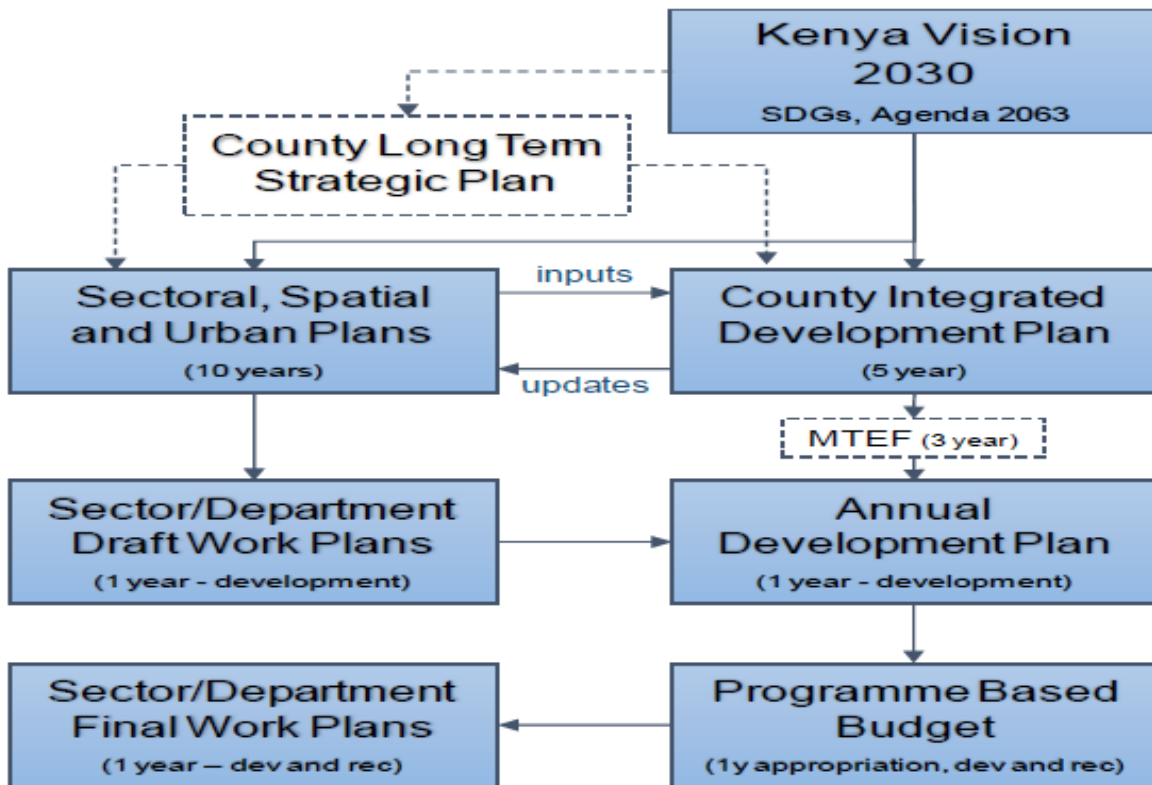 Kenya Vision
2030
SDGs, Agenda 2063
County Long Term
Strategic Plan
Sectoral, Spatial
and Urban Plans
(10 years)
inputs
updates
County Integrated
Development Plan
(5 year)
MTEF (3 year)
Sector/Department
Draft Work Plans
(1 year - development)
Annual
Development Plan
(1 year - development)
Sector/Department
Final Work Plans
(1 year – dev and rec)
Programme Based
Budget
(1y appropriation, dev and rec)